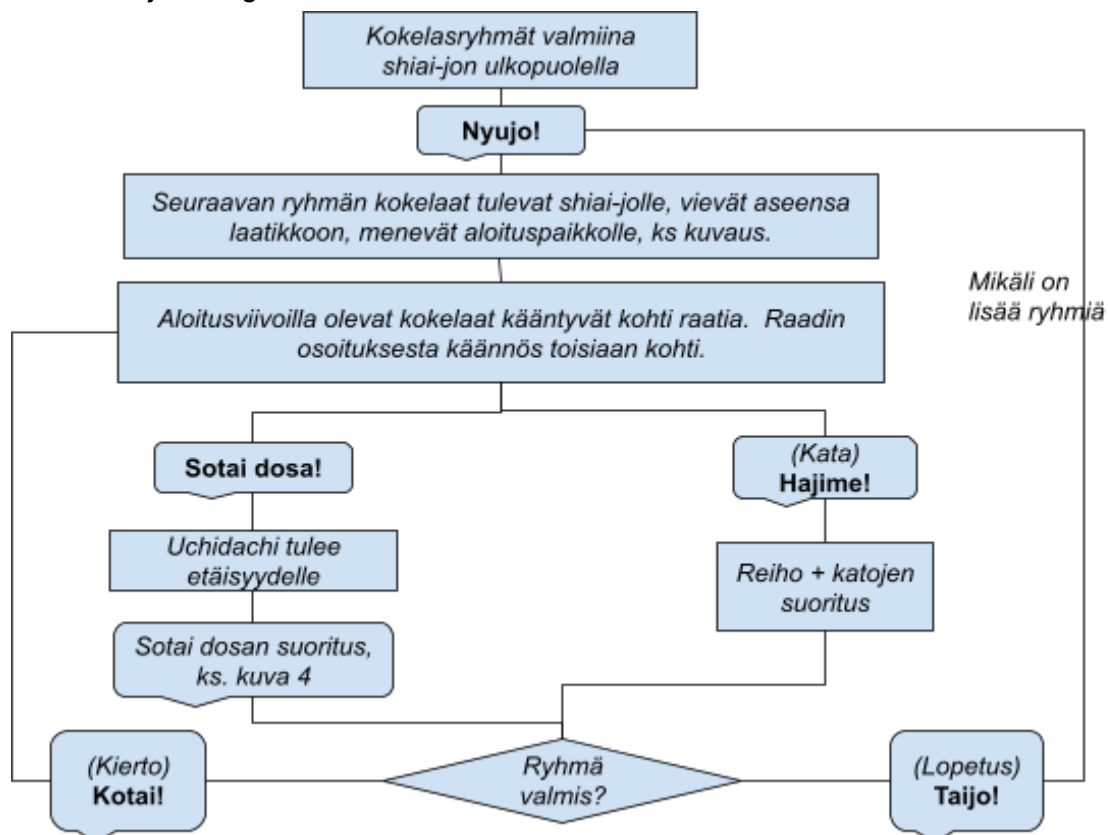 Kokelasryhmät valmiina
shiai-jon ulkopuolella
Nyujo!
Seuraavan ryhmän kokelaat tulevat shiai-jolle, vievät aseensa
laatikkoon, menevät aloituspaikkolle, ks kuvaus.
Mikäli on
lisää ryhmiä
Aloitusviivoilla olevat kokelaat kääntyvät kohti raatia. Raadin
osoituksesta käännös toisiaan kohti.
Sotai dosa!
(Kata)
Hajime!
Uchidachi tulee
etäisyydelle
Reiho + katojen
suoritus
Sotai dosan suoritus,
ks. kuva 4
(Kierto)
Kotai!
Ryhmä
valmis?
(Lopetus)
Taijo!